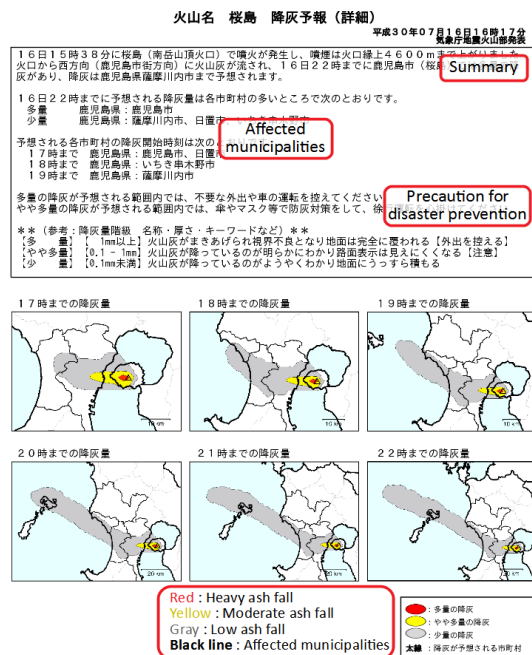 火山名 桜島 降灰予報（詳細）
平成３０年０７月１６日１６時１７分
気象庁地震火山部発表
１６日１５時３８分に桜島（南岳山頂火口）で噴火が発生し、噴煙は火口縁上４６００ｍまで上がりました。
火口から西方向（鹿児島市街方向）に火山灰が流され、１６日２２時までに鹿児島市（桜島
灰があり、降灰は鹿児島県薩摩川内市まで予想されます。
Summary
１６日２２時までに予想される降灰量は各市町村の多いところで次のとおりです。
多量 鹿児島県：鹿児島市
少量 鹿児島県：薩摩川内市、日置市、
Affected
municipalities
予想される各市町村の降灰開始時刻は次の
１７時まで 鹿児島県：鹿児島市、日置市
１８時まで 鹿児島県：いちき串木野市
１９時まで 鹿児島県：薩摩川内市
多量の降灰が予想される範囲内では、不要な外出や車の運転を控えてください
やや多量の降灰が予想される範囲内では、傘やマスク等で防灰対策をして、徐行
Precaution for
disaster prevention
＊＊（参考：降灰量階級 名称・厚さ・キーワードなど）＊＊
【多 量】【 1mm以上】火山灰がまきあげられ視界不良となり地面は完全に覆われる【外出を控える】
【やや多量】【0.1 - 1mm】火山灰が降っているのが明らかにわかり路面表示は見えにくくなる【注意】
【少 量】【0.1mm未満】火山灰が降っているのがようやくわかり地面にうっすら積もる
１７時までの降灰量 １８時までの降灰量 １９時までの降灰量
10 km 10 km 10 km
２０時までの降灰量 ２１時までの降灰量 ２２時までの降灰量
20 km 20 km 20 km
Red : Heavy ash fall
Yellow : Moderate ash fall
Gray : Low ash fall
Black line : Affected municipalities
：多量の降灰
：やや多量の降灰
：少量の降灰
太線 ：降灰が予想される市町村